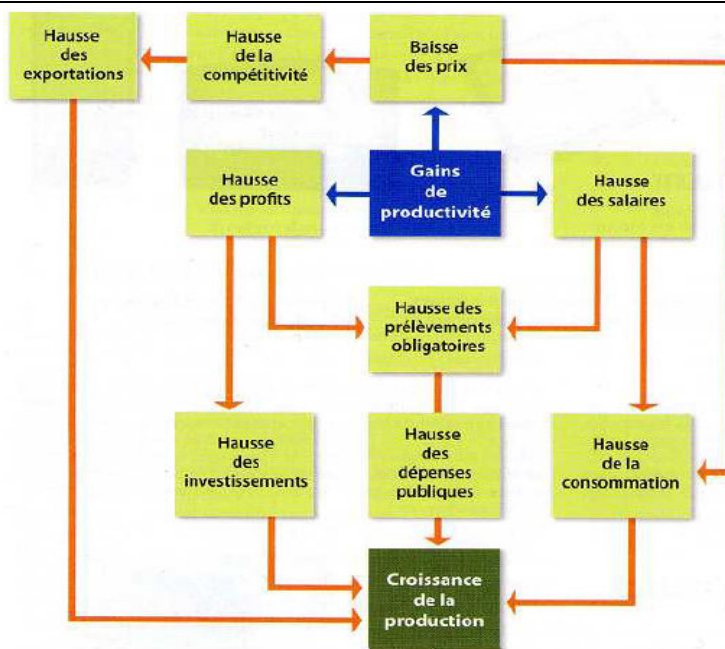 Hausse
des
exportations
Hausse
de la
compétitivité
Baisse
des prix
Hausse
des profits
Gains
de
productivité
Hausse
des salaires
Hausse des
prélèvements
obligatoires
Hausse
des
investissements
Hausse
des
dépenses
publiques
Hausse
de la
consommation
Croissance
de la
production